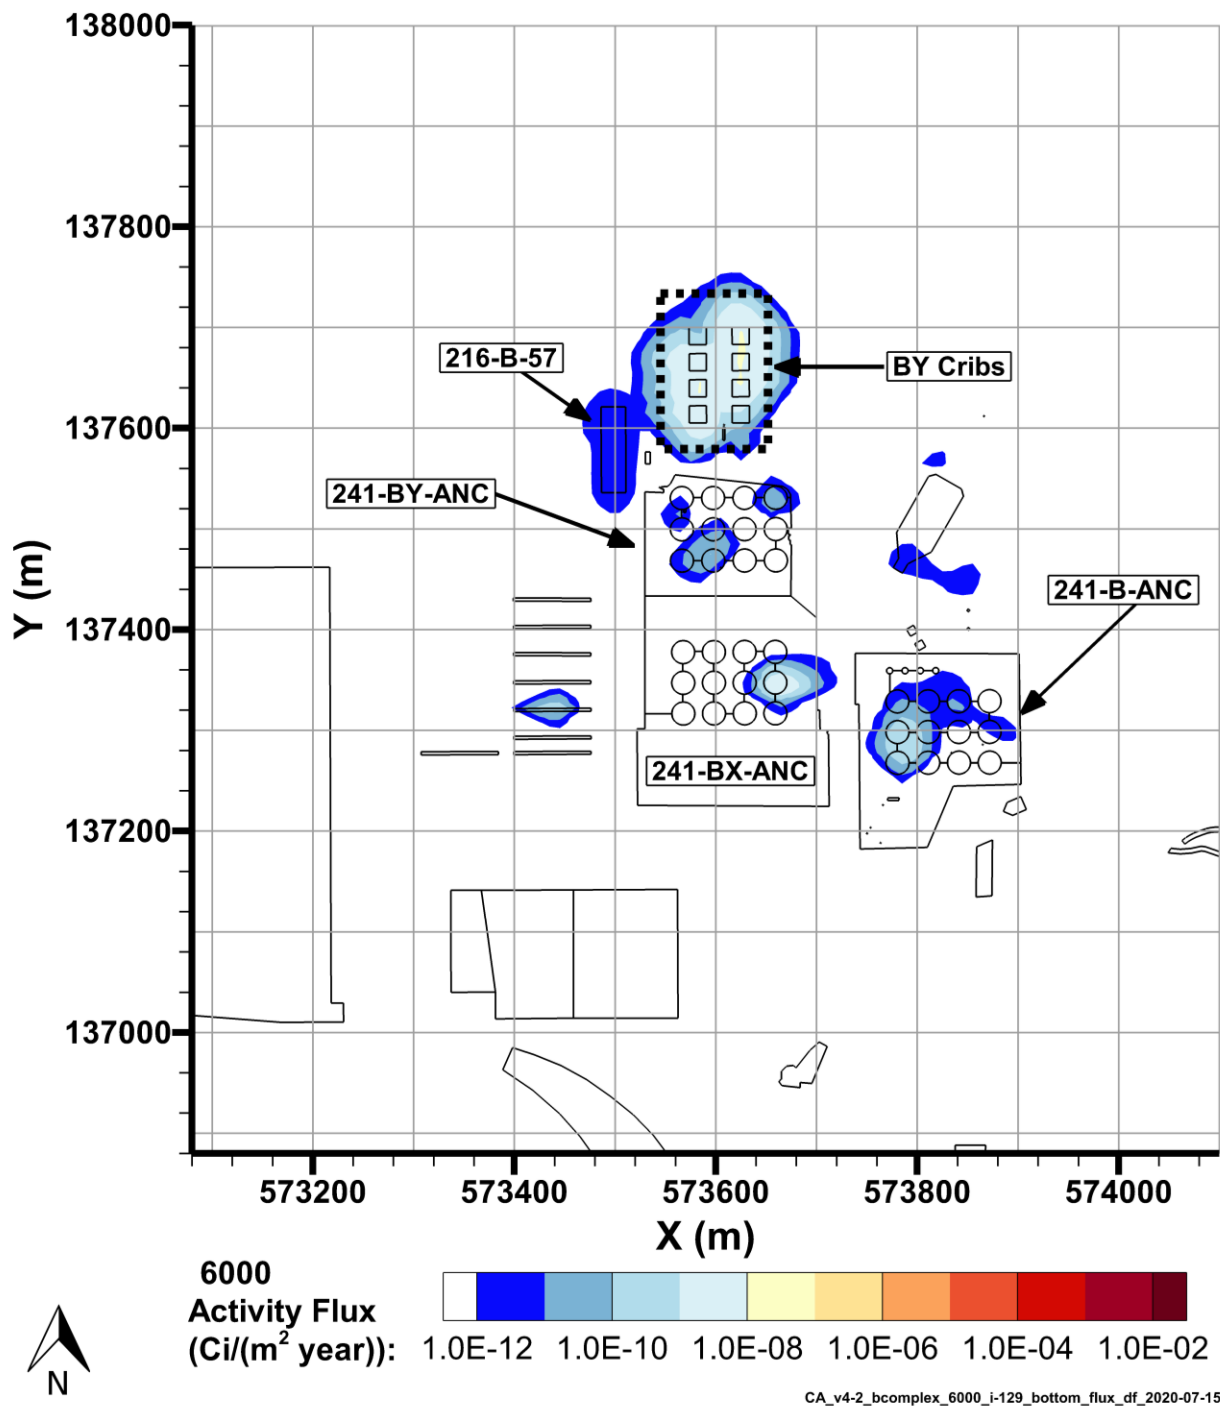 138000
137800
216-B-57
BY Cribs
137600
241-BY-ANC
241-B-ANC
137400
Y (m)
241-BX-ANC
137200
137000
573200 573400 573600 573800 574000
X (m)
6000
Activity Flux
(Ci/(m² year)):
1.0E-12 1.0E-10 1.0E-08 1.0E-06 1.0E-04 1.0E-02
N
CA_v4-2_bcomplex_6000_i-129_bottom_flux_df_2020-07-15